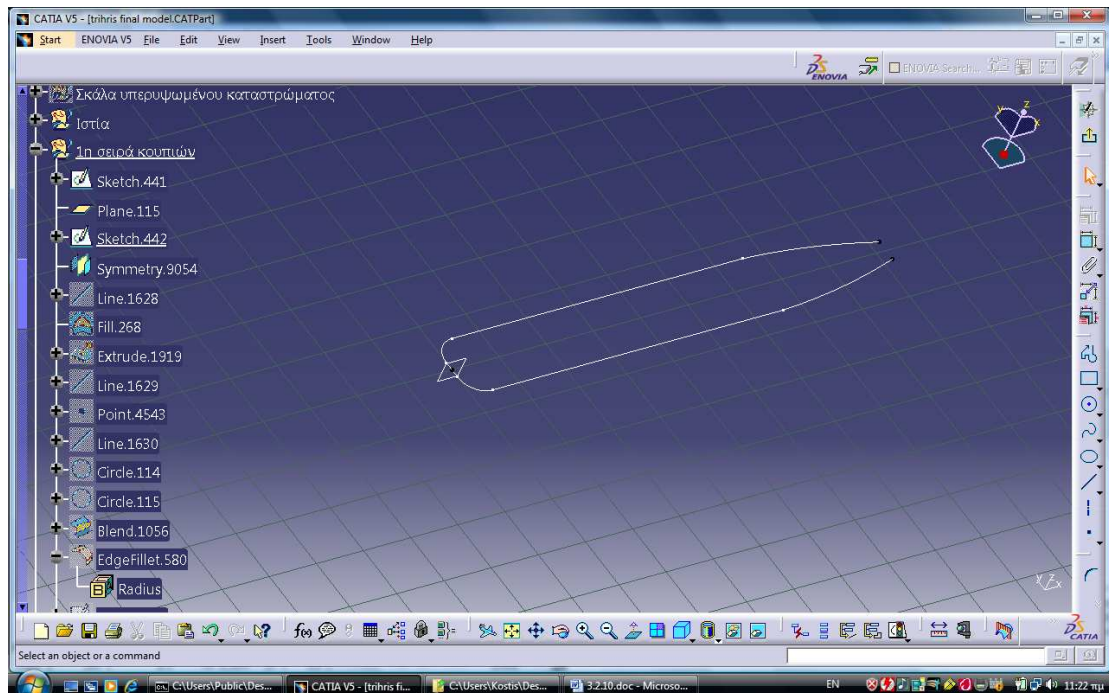 CATIA V5 - [trihris final model.CATPart]
Start ENOVIA V5 File Edit View Insert Tools Window Help
ENOVIA
ENOVIA Search...
Σκάλα υπερυψωμένου καταστρώματος
Ιστία
1η σειρά κουπιών
Sketch.441
Plane.115
Sketch.442
Symmetry.9054
Line.1628
Fill.268
Extrude.1919
Line.1629
Point.4543
Line.1630
Circle.114
Circle.115
Blend.1056
EdgeFillet.580
Radius
z
y
x
f(x)
CATIA
Select an object or a command
C:\Users\Public\Des... CATIA V5 - [trihris fi... C:\Users\Kostis\Des... 3.2.10.doc - Microso... EN 11:22 πμ